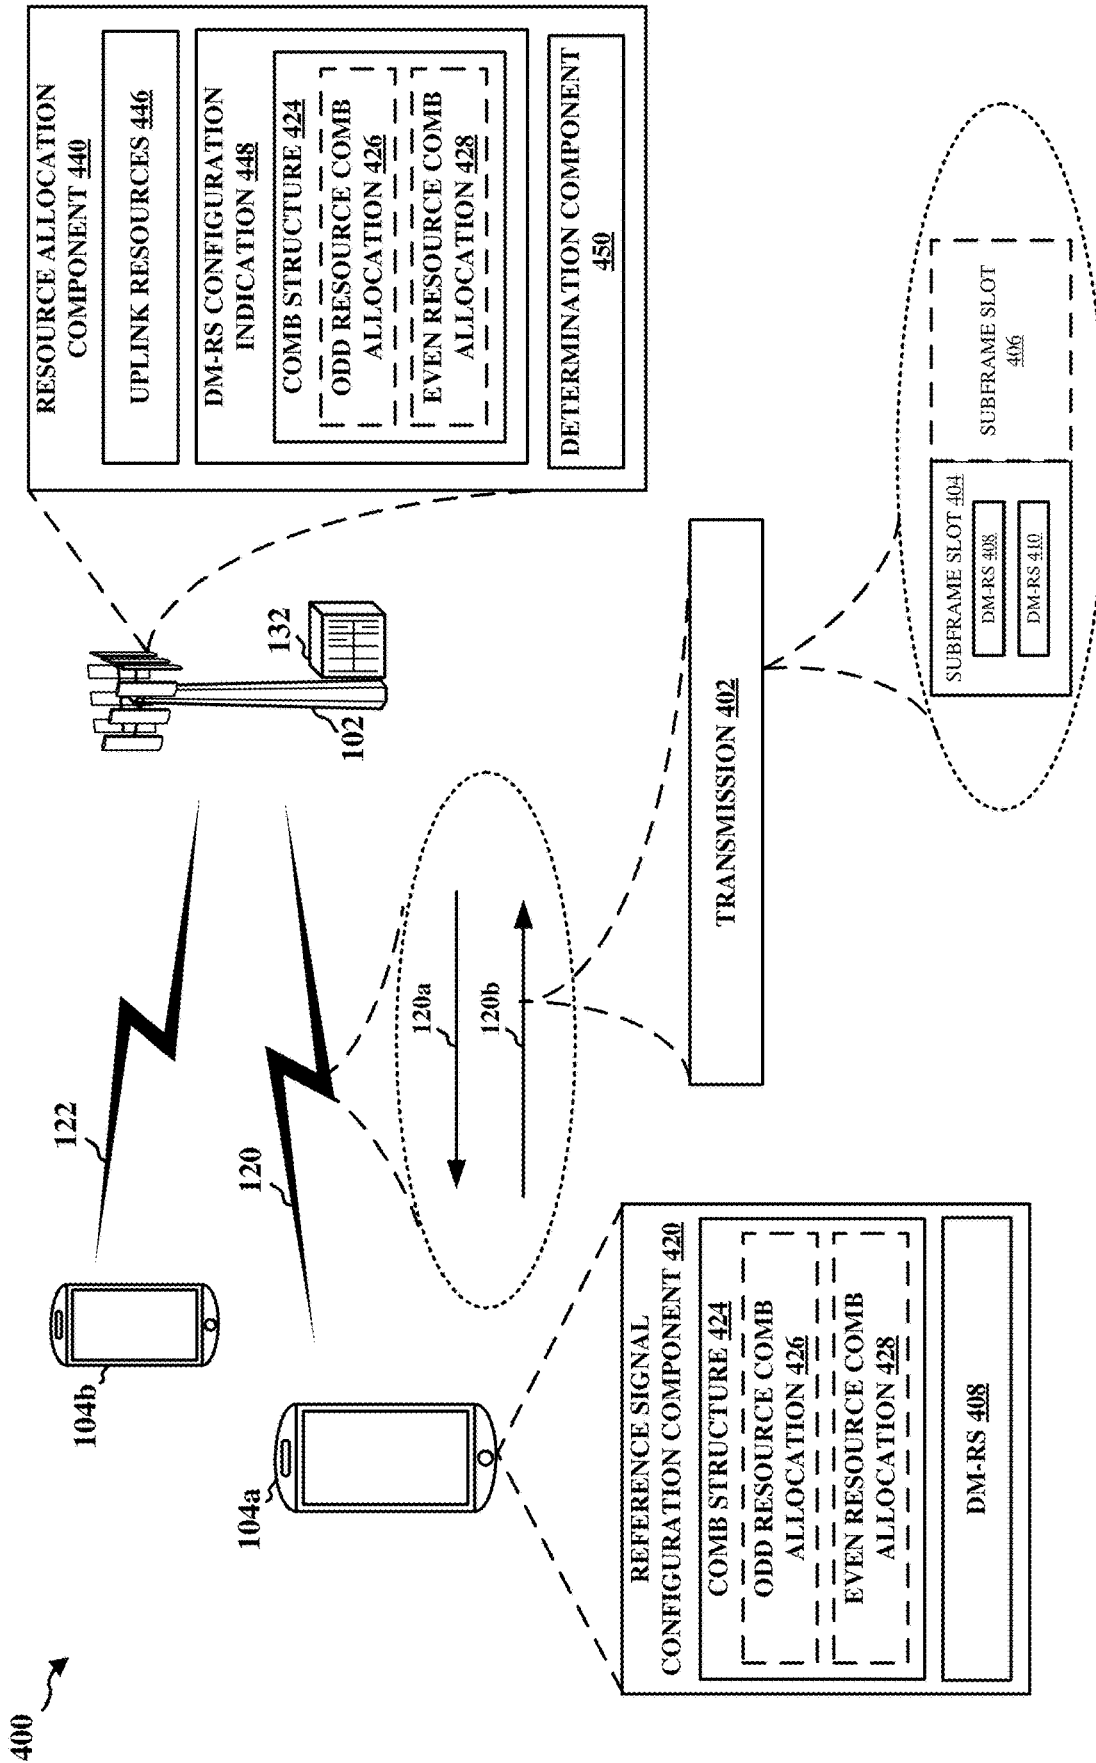 400
104b
122
104a
120
102
132
120a
120b
RESOURCE ALLOCATION
COMPONENT 440
UPLINK RESOURCES 446
DM-RS CONFIGURATION
INDICATION 448
COMB STRUCTURE 424
ODD RESOURCE COMB
ALLOCATION 426
EVEN RESOURCE COMB
ALLOCATION 428
DETERMINATION COMPONENT
450
REFERENCE SIGNAL
CONFIGURATION COMPONENT 420
COMB STRUCTURE 424
ODD RESOURCE COMB
ALLOCATION 426
EVEN RESOURCE COMB
ALLOCATION 428
DM-RS 408
TRANSMISSION 402
SUBFRAME SLOT 404
DM-RS 408
DM-RS 410
SUBFRAME SLOT
406